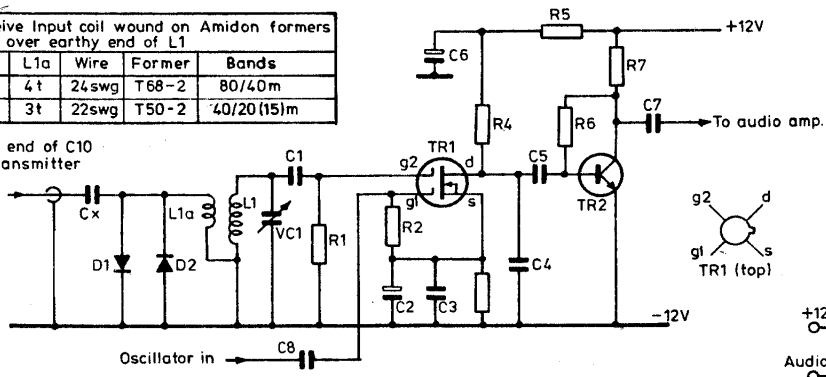 eive Input coil wound on Amidon formers
over earthy end of L1
L1a Wire Former Bands
4t 24swg T68-2 80/40m
3t 22swg T50-2 40/20(15)m
end of C10
ansmitter
R5
+12V
C6
R7
R4
R6
C7
To audio amp.
TR1
C1
g2
d
C5
g1
s
TR2
Cx
L1a
L1
VC1
R1
R2
C4
D1
D2
C2
C3
g2
d
g1
s
TR1 (top)
-12V
+12
Audio
Oscillator in
C8